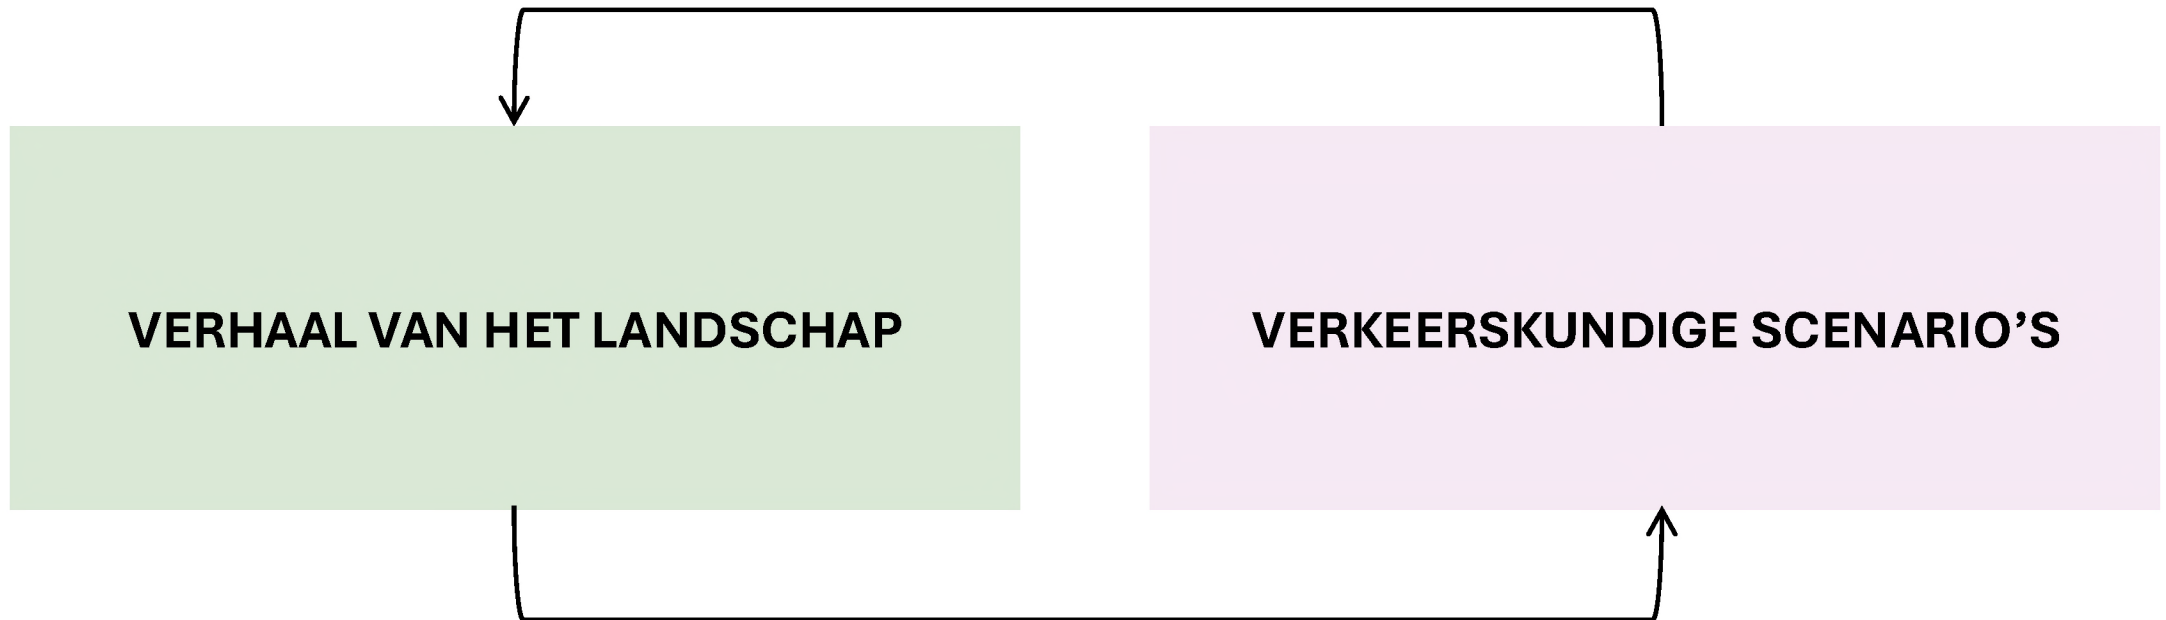 VERHAAL VAN HET LANDSCHAP
VERKEERSKUNDIGE SCENARIO’S